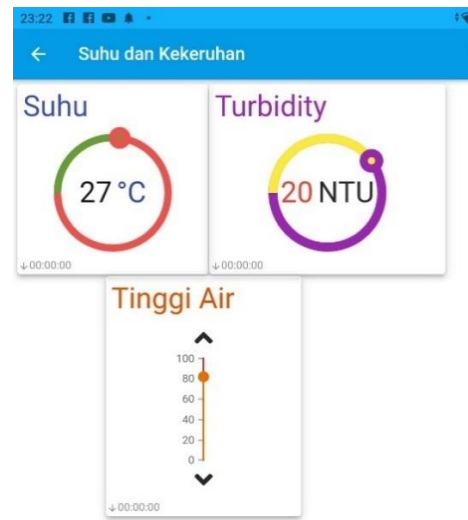 23:22
Suhu dan Kekeruhan
Suhu
27 °C
↓00:00:00
Turbidity
20 NTU
↓00:00:00
Tinggi Air
100
80
60
40
20
0
↓00:00:00